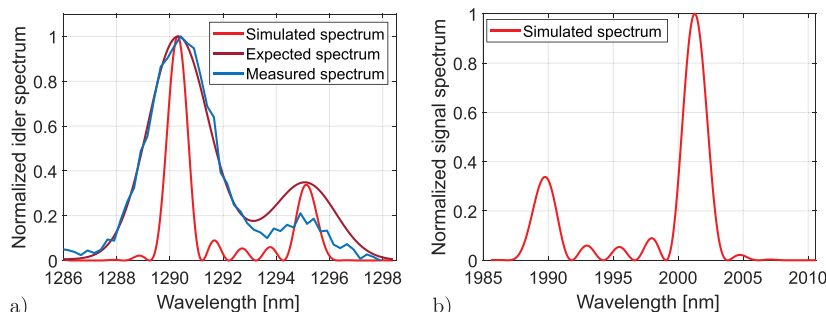 Normalized idler spectrum
1
0.8
0.6
0.4
0.2
0
Simulated spectrum
Expected spectrum
Measured spectrum
1286 1288 1290 1292 1294 1296 1298
Wavelength [nm]
a)
Normalized signal spectrum
1
0.8
0.6
0.4
0.2
0
Simulated spectrum
1985 1990 1995 2000 2005 2010
Wavelength [nm]
b)